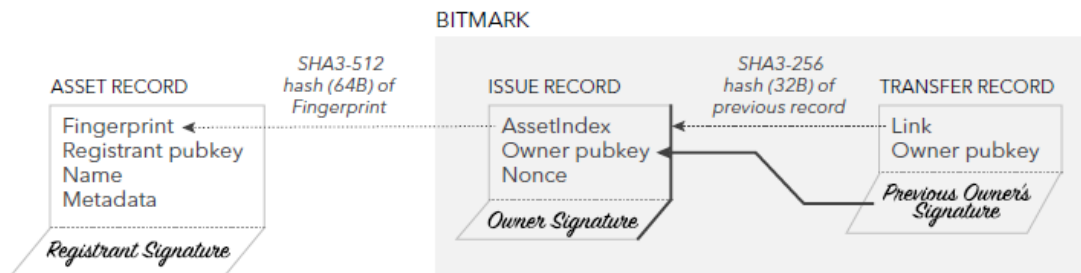 BITMARK
ASSET RECORD
Fingerprint
Registrant pubkey
Name
Metadata
Registrant Signature
SHA3-512
hash (64B) of
Fingerprint
ISSUE RECORD
AssetIndex
Owner pubkey
Nonce
Owner Signature
SHA3-256
hash (32B) of
previous record
TRANSFER RECORD
Link
Owner pubkey
Previous Owner's
Signature